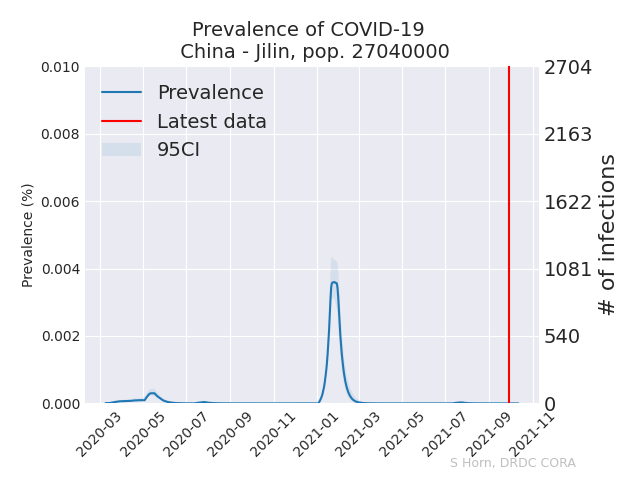 Prevalence of COVID-19
China - Jilin, pop. 27040000
Prevalence
Latest data
95CI
Prevalence (%)
0.010
0.008
0.006
0.004
0.002
0.000
2704
2163
1622
1081
540
0
# of infections
2020-03
2020-05
2020-07
2020-09
2020-11
2021-01
2021-03
2021-05
2021-07
2021-09
2021-11
S Horn, DRDC CORA